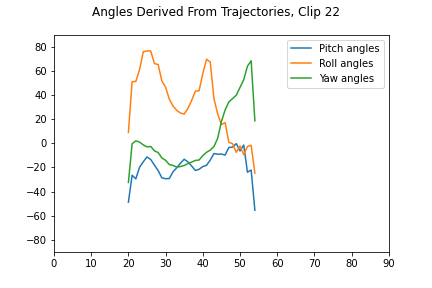 Angles Derived From Trajectories, Clip 22
Pitch angles
Roll angles
Yaw angles
80
60
40
20
0
−20
−40
−60
−80
0 10 20 30 40 50 60 70 80 90